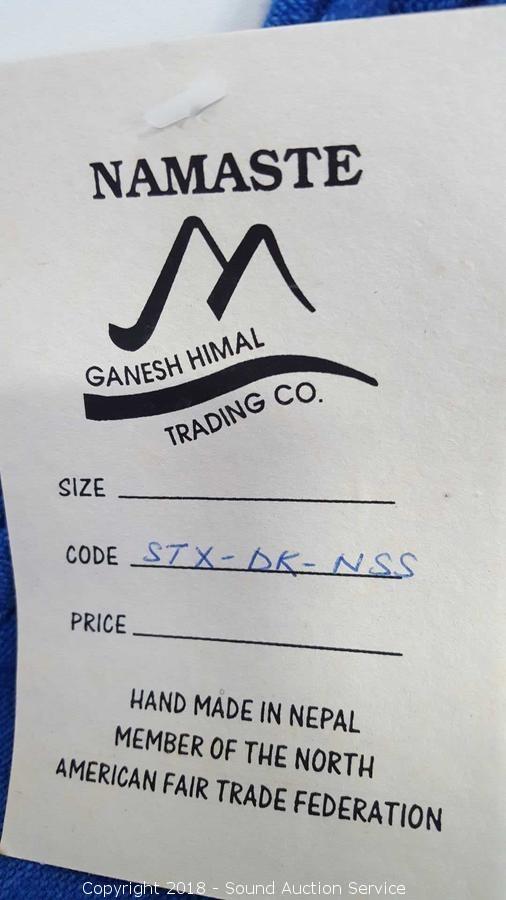 NAMASTE
GANESH HIMAL
TRADING CO.
SIZE
CODE STX-DK-NSS
PRICE
HAND MADE IN NEPAL
MEMBER OF THE NORTH
AMERICAN FAIR TRADE FEDERATION
Copyright 2018 - Sound Auction Service